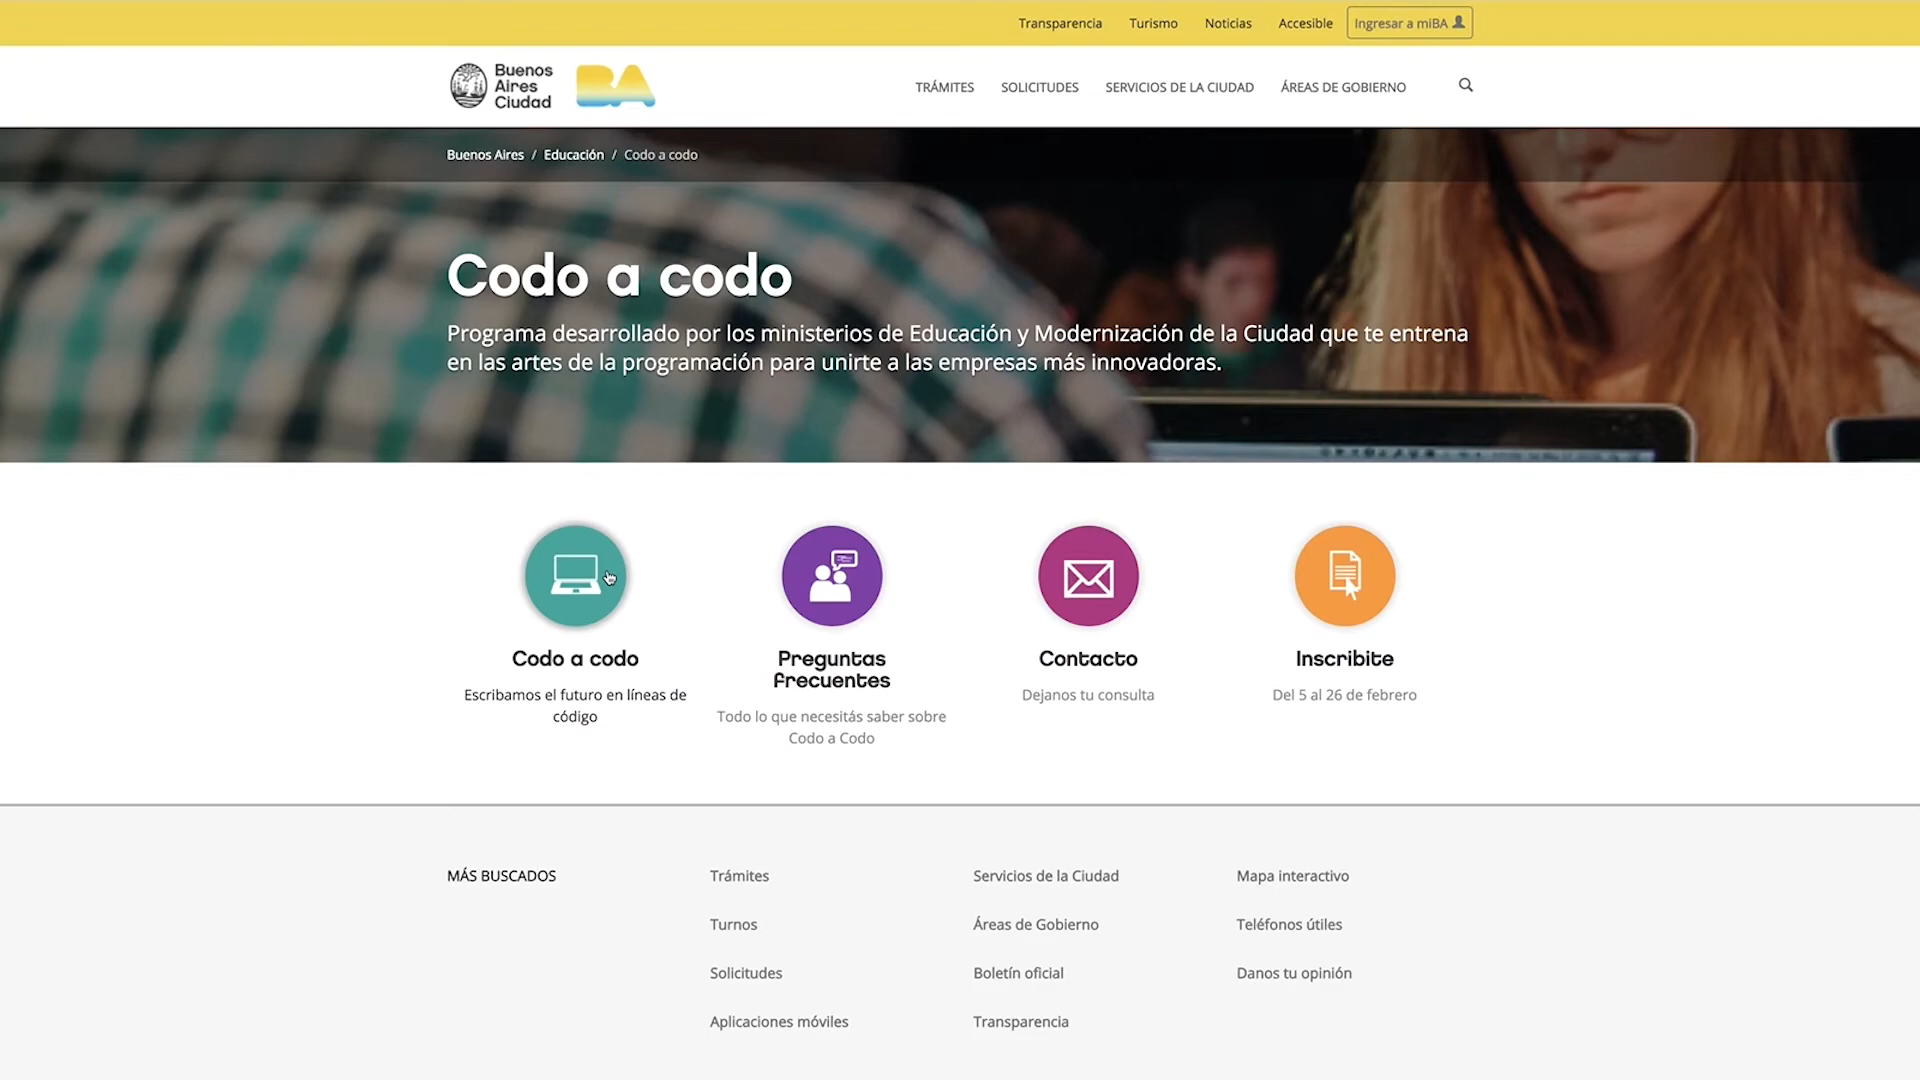 Transparencia
Turismo
Noticias
Accesible
Ingresar a miBA
Buenos
Aires
Ciudad
BA
TRÁMITES
SOLICITUDES
SERVICIOS DE LA CIUDAD
ÁREAS DE GOBIERNO
Buenos Aires / Educación / Codo a codo
Codo a codo
Programa desarrollado por los ministerios de Educación y Modernización de la Ciudad que te entrena
en las artes de la programación para unirte a las empresas más innovadoras.
Codo a codo
Escribamos el futuro en líneas de
código
Preguntas
frecuentes
Todo lo que necesitás saber sobre
Codo a Codo
Contacto
Dejanos tu consulta
Inscribite
Del 5 al 26 de febrero
MÁS BUSCADOS
Trámites
Turnos
Solicitudes
Aplicaciones móviles
Servicios de la Ciudad
Áreas de Gobierno
Boletín oficial
Transparencia
Mapa interactivo
Teléfonos útiles
Danos tu opinión